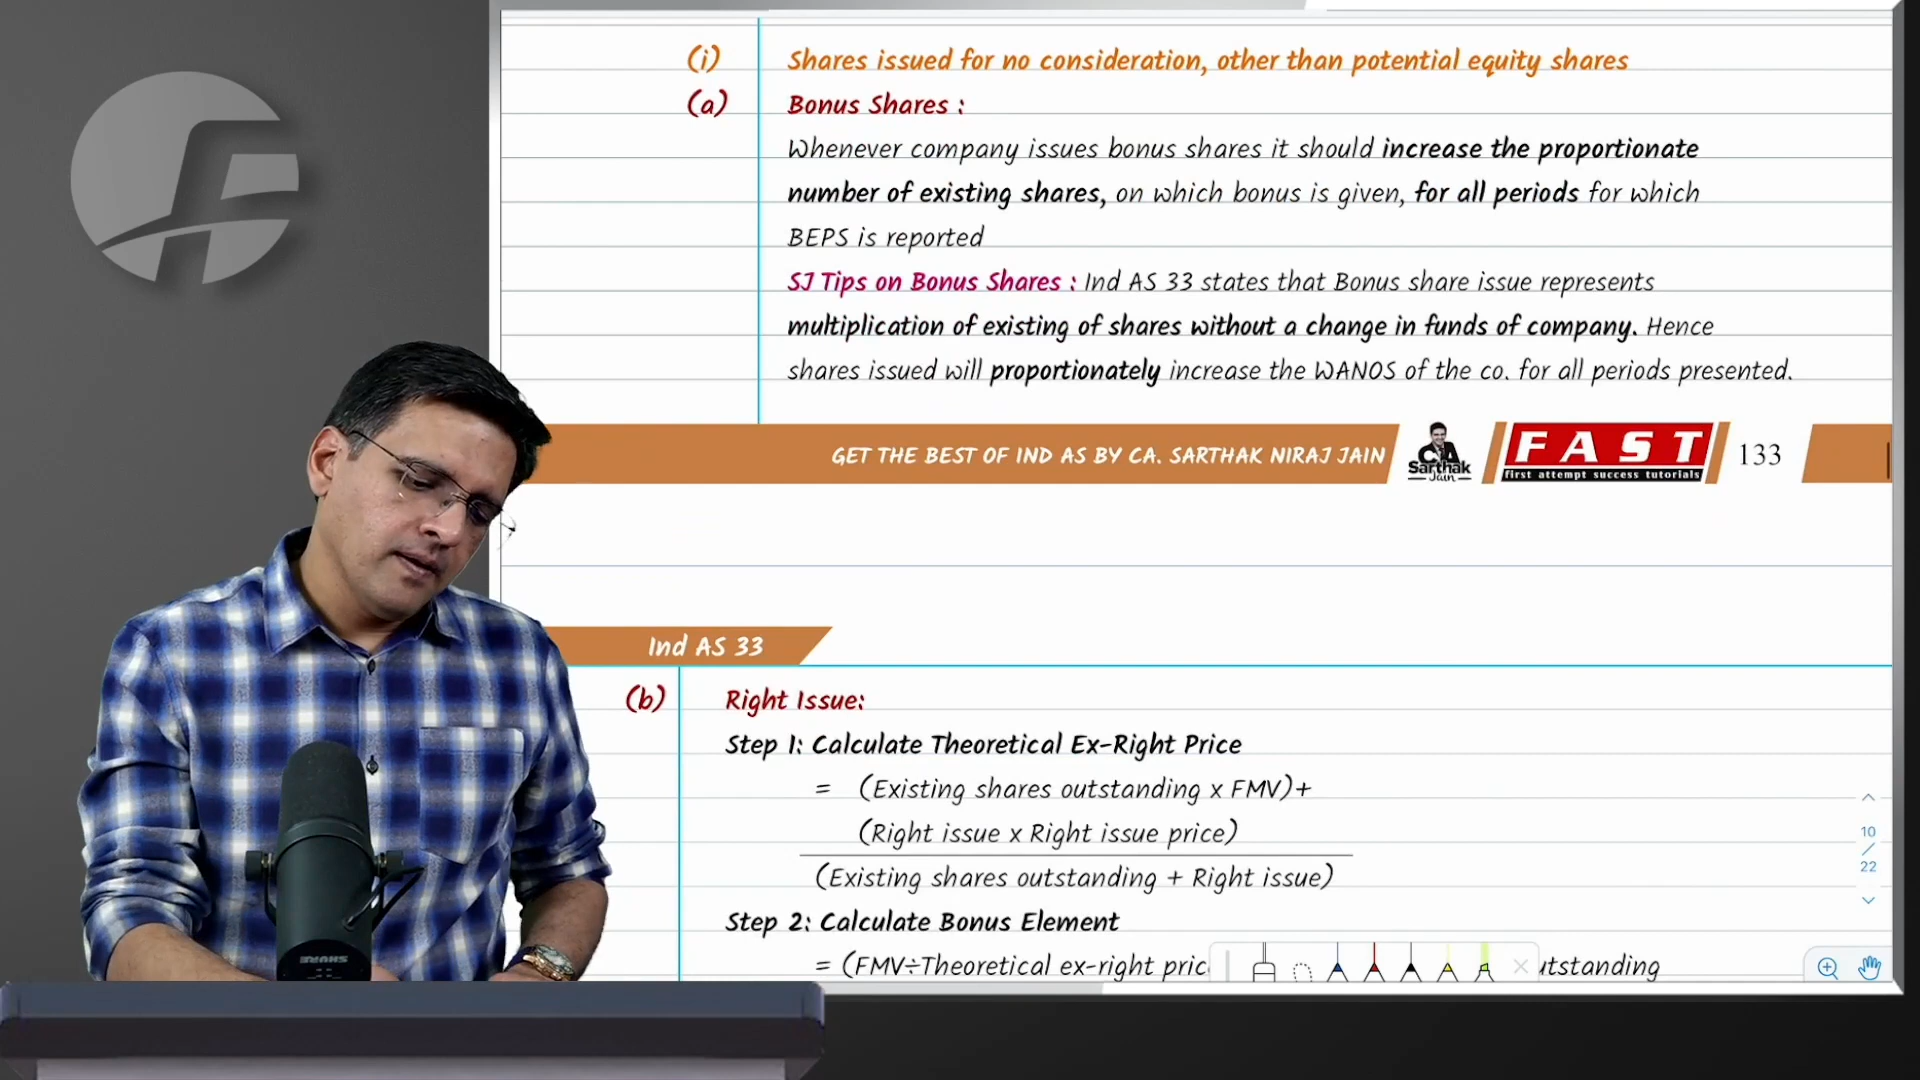 (i) Shares issued for no consideration, other than potential equity shares
(a) Bonus Shares :
Whenever company issues bonus shares it should increase the proportionate
number of existing shares, on which bonus is given, for all periods for which
BEPS is reported
SJ Tips on Bonus Shares : Ind AS 33 states that Bonus share issue represents
multiplication of existing of shares without a change in funds of company. Hence
shares issued will proportionately increase the WANOS of the co. for all periods presented.
GET THE BEST OF IND AS BY CA. SARTHAK NIRAJ JAIN
CA
Sarthak
Jain
FAST
first attempt success tutorials
133
Ind AS 33
(b) Right Issue:
Step 1: Calculate Theoretical Ex-Right Price
= (Existing shares outstanding x FMV)+
(Right issue x Right issue price)
(Existing shares outstanding + Right issue)
Step 2: Calculate Bonus Element
= (FMV÷Theoretical ex-right
10
/
22
SHURE